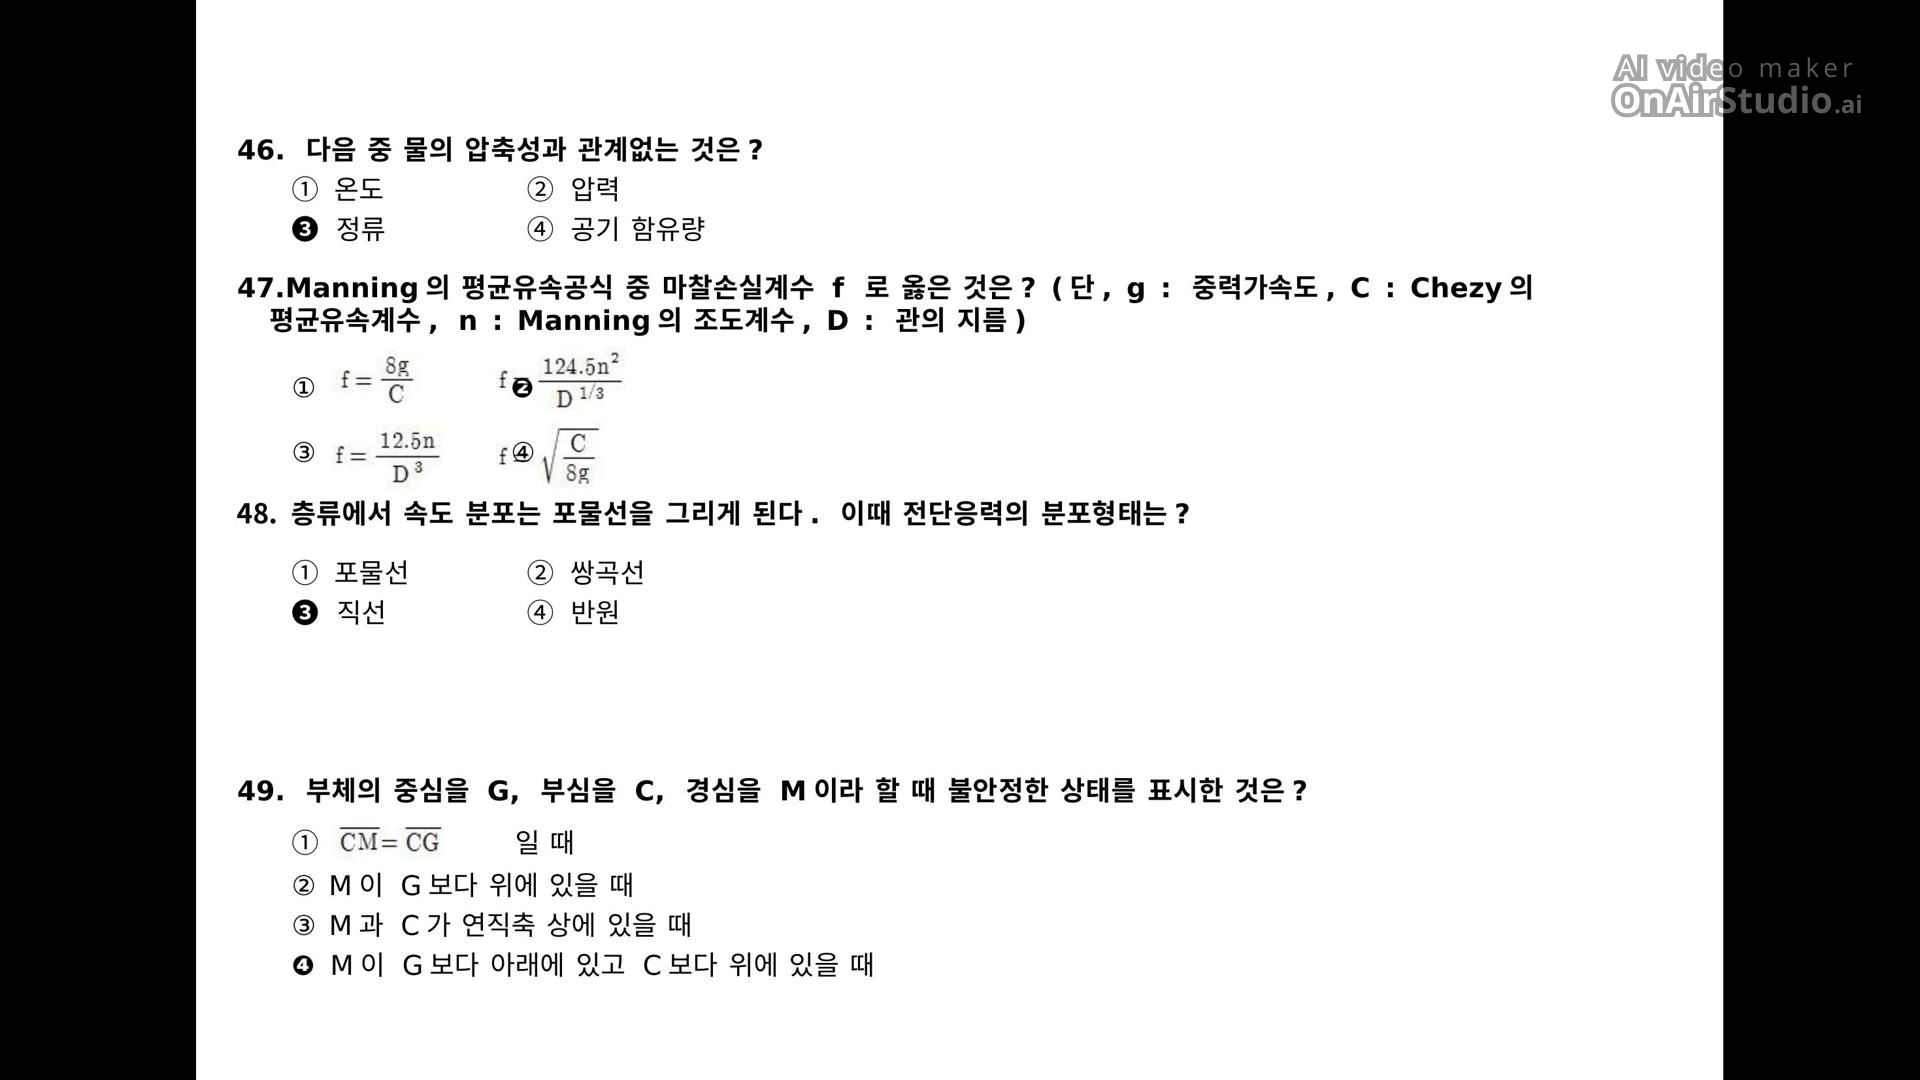 AI video maker
OnAirStudio.ai
46. 다음 중 물의 압축성과 관계없는 것은?
① 온도 ② 압력
❸ 정류 ④ 공기 함유량
47.Manning의 평균유속공식 중 마찰손실계수 f 로 옳은 것은? (단, g : 중력가속도, C : Chezy의
평균유속계수, n : Manning의 조도계수, D : 관의 지름)
① f = 8g/C ❷ f = 124.5n²/D^1/3
③ f = 12.5n/D³ ④ f = √(C/8g)
48. 층류에서 속도 분포는 포물선을 그리게 된다. 이때 전단응력의 분포형태는?
① 포물선 ② 쌍곡선
❸ 직선 ④ 반원
49. 부체의 중심을 G, 부심을 C, 경심을 M이라 할 때 불안정한 상태를 표시한 것은?
① C̅M̅= C̅G̅ 일 때
② M이 G보다 위에 있을 때
③ M과 C가 연직축 상에 있을 때
❹ M이 G보다 아래에 있고 C보다 위에 있을 때